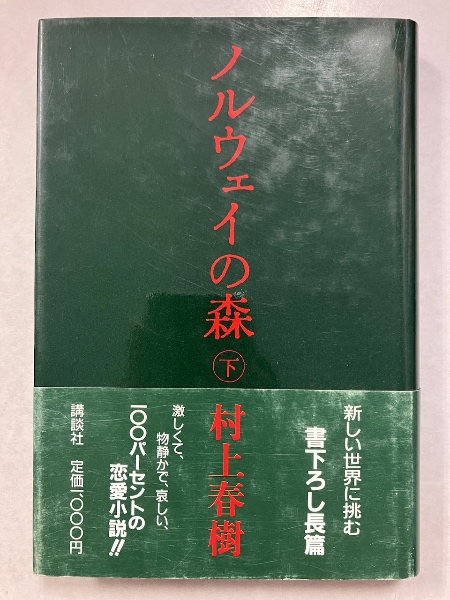 ノルウェイの森 下
村上春樹
新しい世界に挑む
書下ろし長篇
激しくて、
物静かで、哀しい、
一〇〇パーセントの
恋愛小説!!
講談社 定価一、〇〇〇円